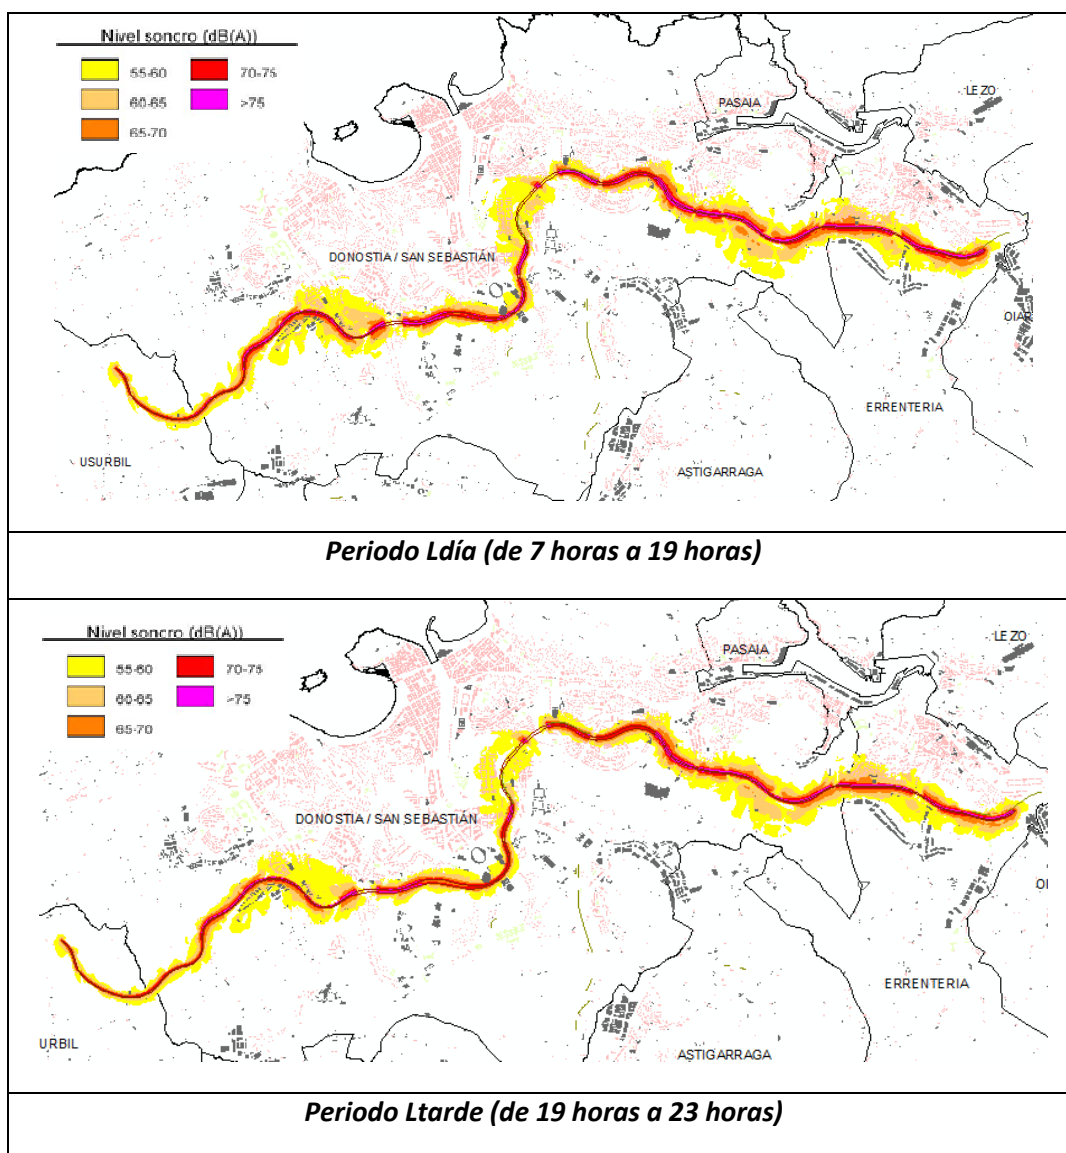 Nivel soncro (dB(A))
55-60 70-75
60-65 >75
65-70
PASAIA
LEZO
DONOSTIA / SAN SEBASTIÁN
OIAR
ERRENTERIA
USURBIL
ASTIGARRAGA
Periodo Ldía (de 7 horas a 19 horas)
Nivel soncro (dB(A))
55-60 70-75
60-65 >75
65-70
LEZO
PASAIA
DONOSTIA / SAN SEBASTIÁN
OI
ERRENTERIA
URBIL
ASTIGARRAGA
Periodo Ltarde (de 19 horas a 23 horas)